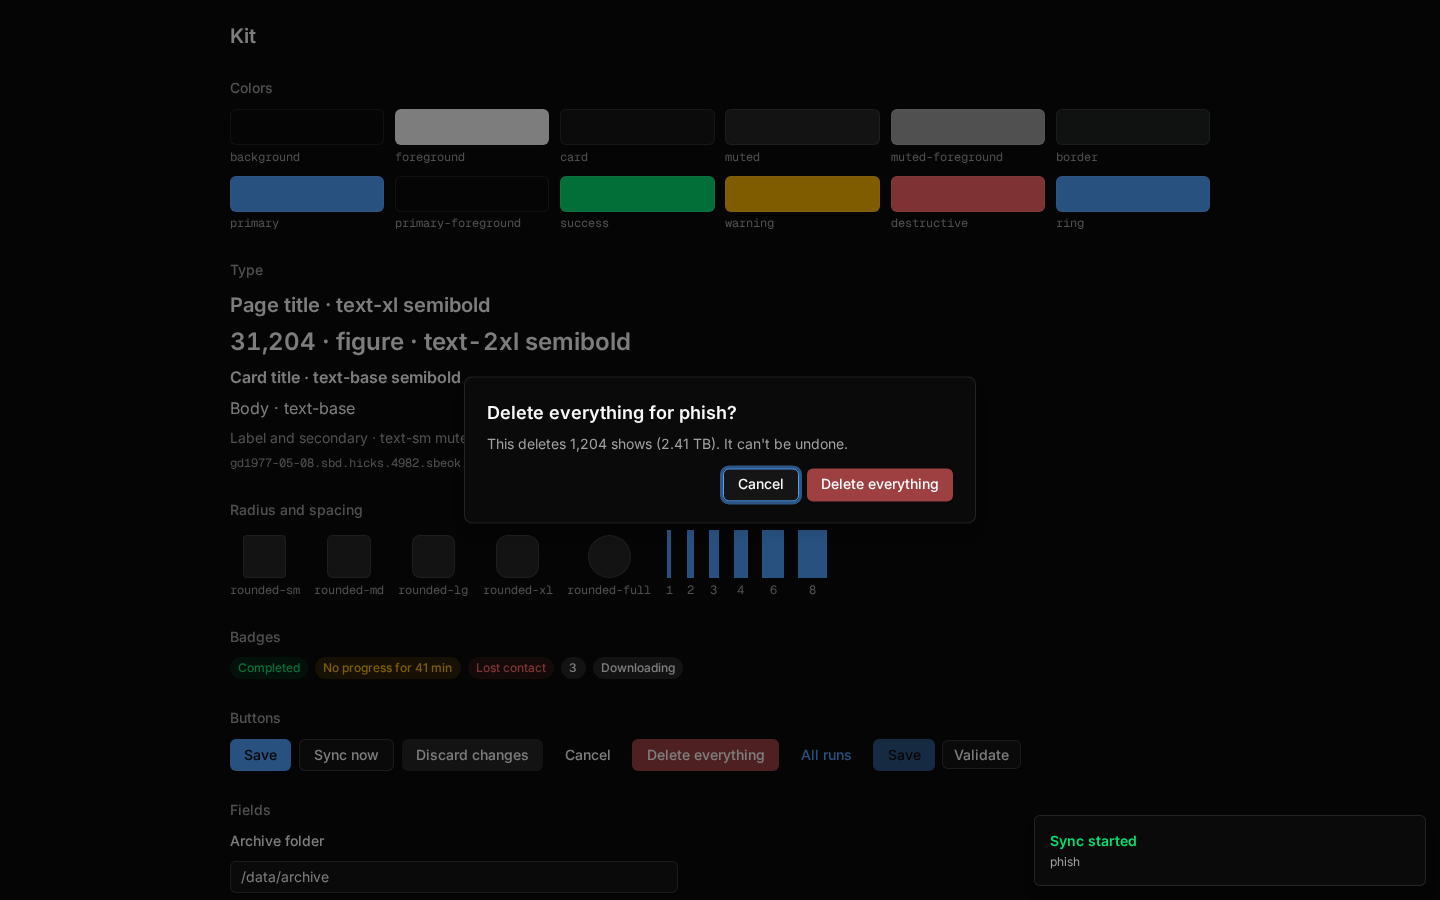 Kit
Colors
background foreground card muted muted-foreground border
primary primary-foreground success warning destructive ring
Type
Page title · text-xl semibold
31,204 · figure · text-2xl semibold
Card title · text-base semibold
Body · text-base
Label and secondary · text-sm mute
gd1977-05-08.sbd.hicks.4982.sbeok
Delete everything for phish?
This deletes 1,204 shows (2.41 TB). It can't be undone.
Cancel Delete everything
Radius and spacing
rounded-sm rounded-md rounded-lg rounded-xl rounded-full 1 2 3 4 6 8
Badges
Completed No progress for 41 min Lost contact 3 Downloading
Buttons
Save Sync now Discard changes Cancel Delete everything All runs Save Validate
Fields
Archive folder
/data/archive
Sync started
phish